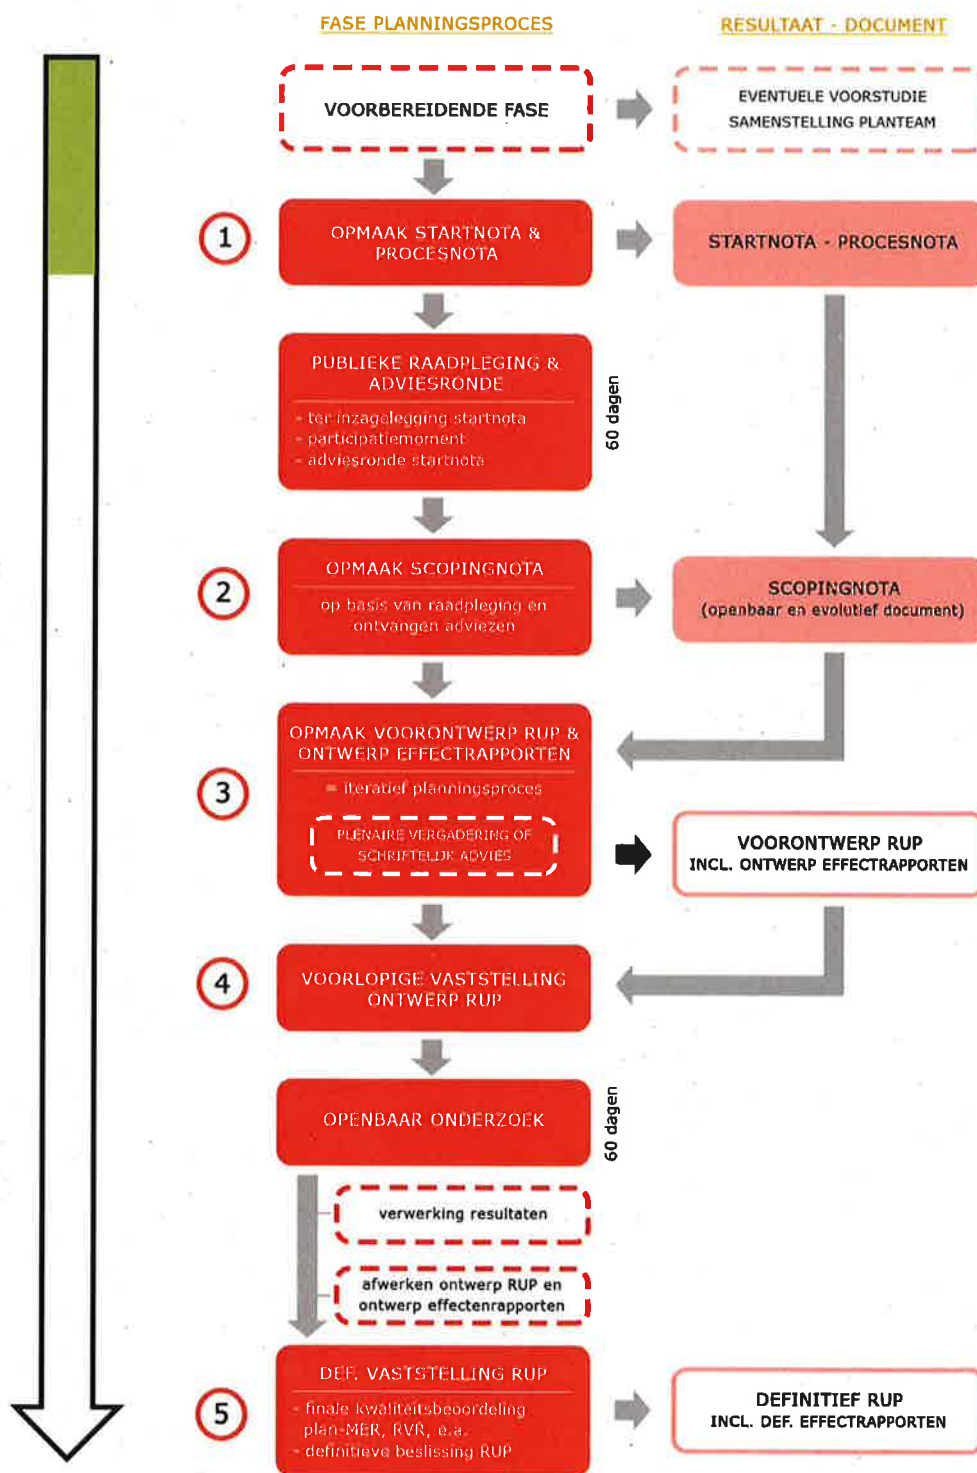 FASE PLANNINGSPROCES
RESULTAAT - DOCUMENT
VOORBEREIDENDE FASE
EVENTUELE VOORSTUDIE
SAMENSTELLING PLANTEAM
1
OPMAAK STARTNOTA &
PROCESNOTA
STARTNOTA - PROCESNOTA
PUBLIEKE RAADPLEGING &
ADVIESRONDE
- ter inzagelegging startnota
- participatiemoment
- adviesronde startnota
60 dagen
2
OPMAAK SCOPINGNOTA
op basis van raadpleging en
ontvangen adviezen
SCOPINGNOTA
(openbaar en evolutief document)
3
OPMAAK VOORONTWERP RUP &
ONTWERP EFFECTRAPPORTEN
= iteratief planningsproces
PLENAIRE VERGADERING OF
SCHRIFTELIJK ADVIES
VOORONTWERP RUP
INCL. ONTWERP EFFECTRAPPORTEN
4
VOORLOPIGE VASTSTELLING
ONTWERP RUP
OPENBAAR ONDERZOEK
60 dagen
verwerking resultaten
afwerken ontwerp RUP en
ontwerp effectenrapporten
5
DEF. VASTSTELLING RUP
- finale kwaliteitsbeoordeling
plan-MER, RVR, e.a.
- definitieve beslissing RUP
DEFINITIEF RUP
INCL. DEF. EFFECTRAPPORTEN